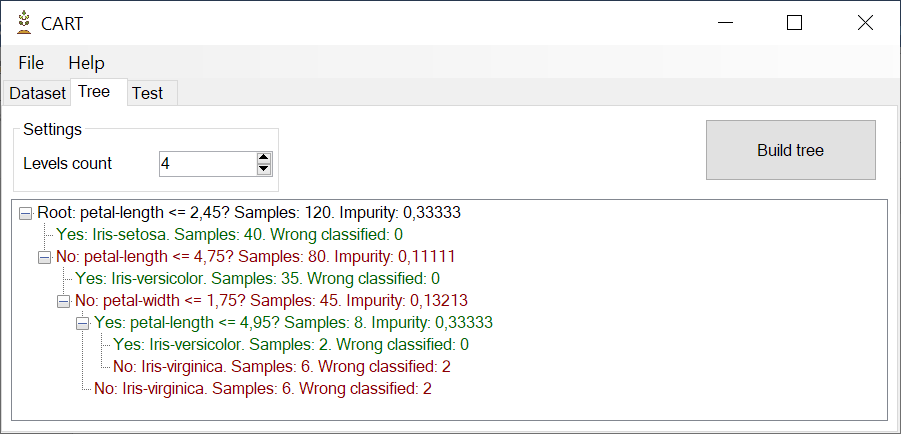 CART
File Help
Dataset Tree Test
Settings
Levels count 4
Build tree
Root: petal-length <= 2,45? Samples: 120. Impurity: 0,33333
Yes: Iris-setosa. Samples: 40. Wrong classified: 0
No: petal-length <= 4,75? Samples: 80. Impurity: 0,11111
Yes: Iris-versicolor. Samples: 35. Wrong classified: 0
No: petal-width <= 1,75? Samples: 45. Impurity: 0,13213
Yes: petal-length <= 4,95? Samples: 8. Impurity: 0,33333
Yes: Iris-versicolor. Samples: 2. Wrong classified: 0
No: Iris-virginica. Samples: 6. Wrong classified: 2
No: Iris-virginica. Samples: 6. Wrong classified: 2